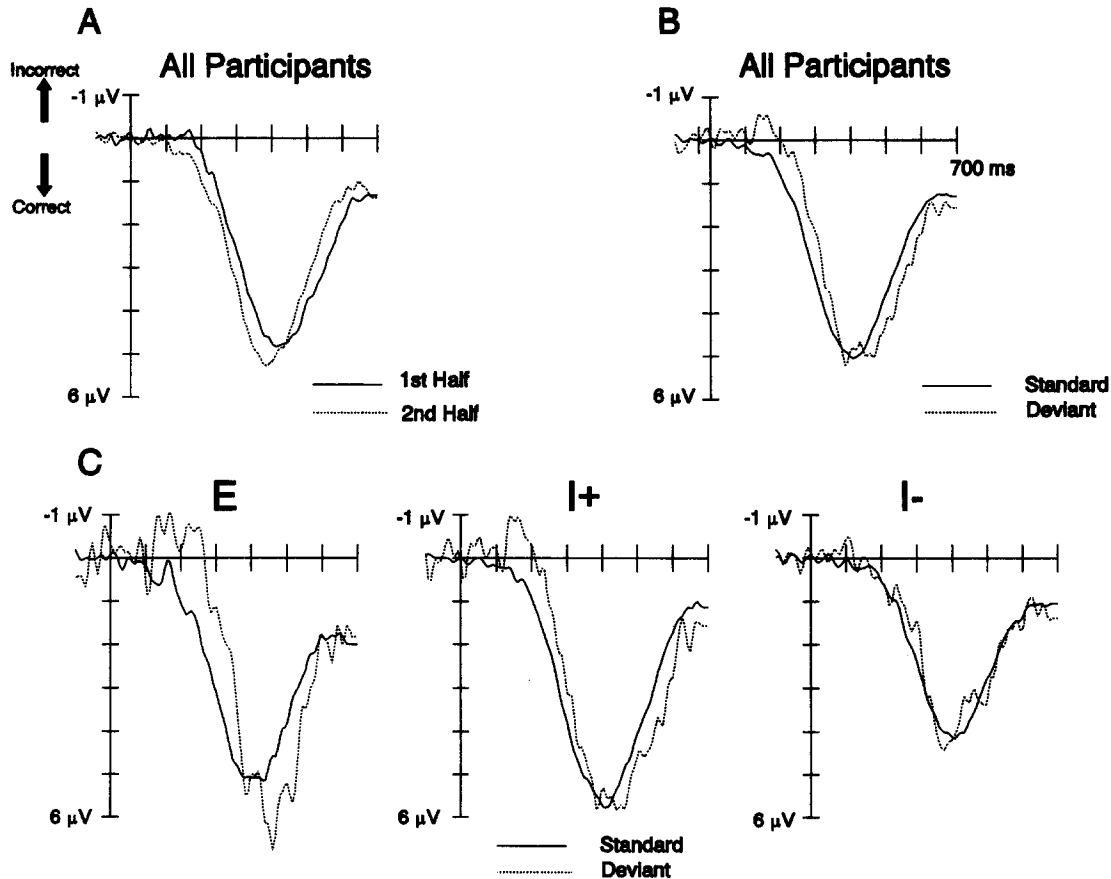 A
All Participants
Incorrect
Correct
-1 μV
6 μV
1st Half
2nd Half
B
All Participants
-1 μV
700 ms
6 μV
Standard
Deviant
C
E
-1 μV
6 μV
I+
-1 μV
6 μV
I-
-1 μV
6 μV
Standard
Deviant